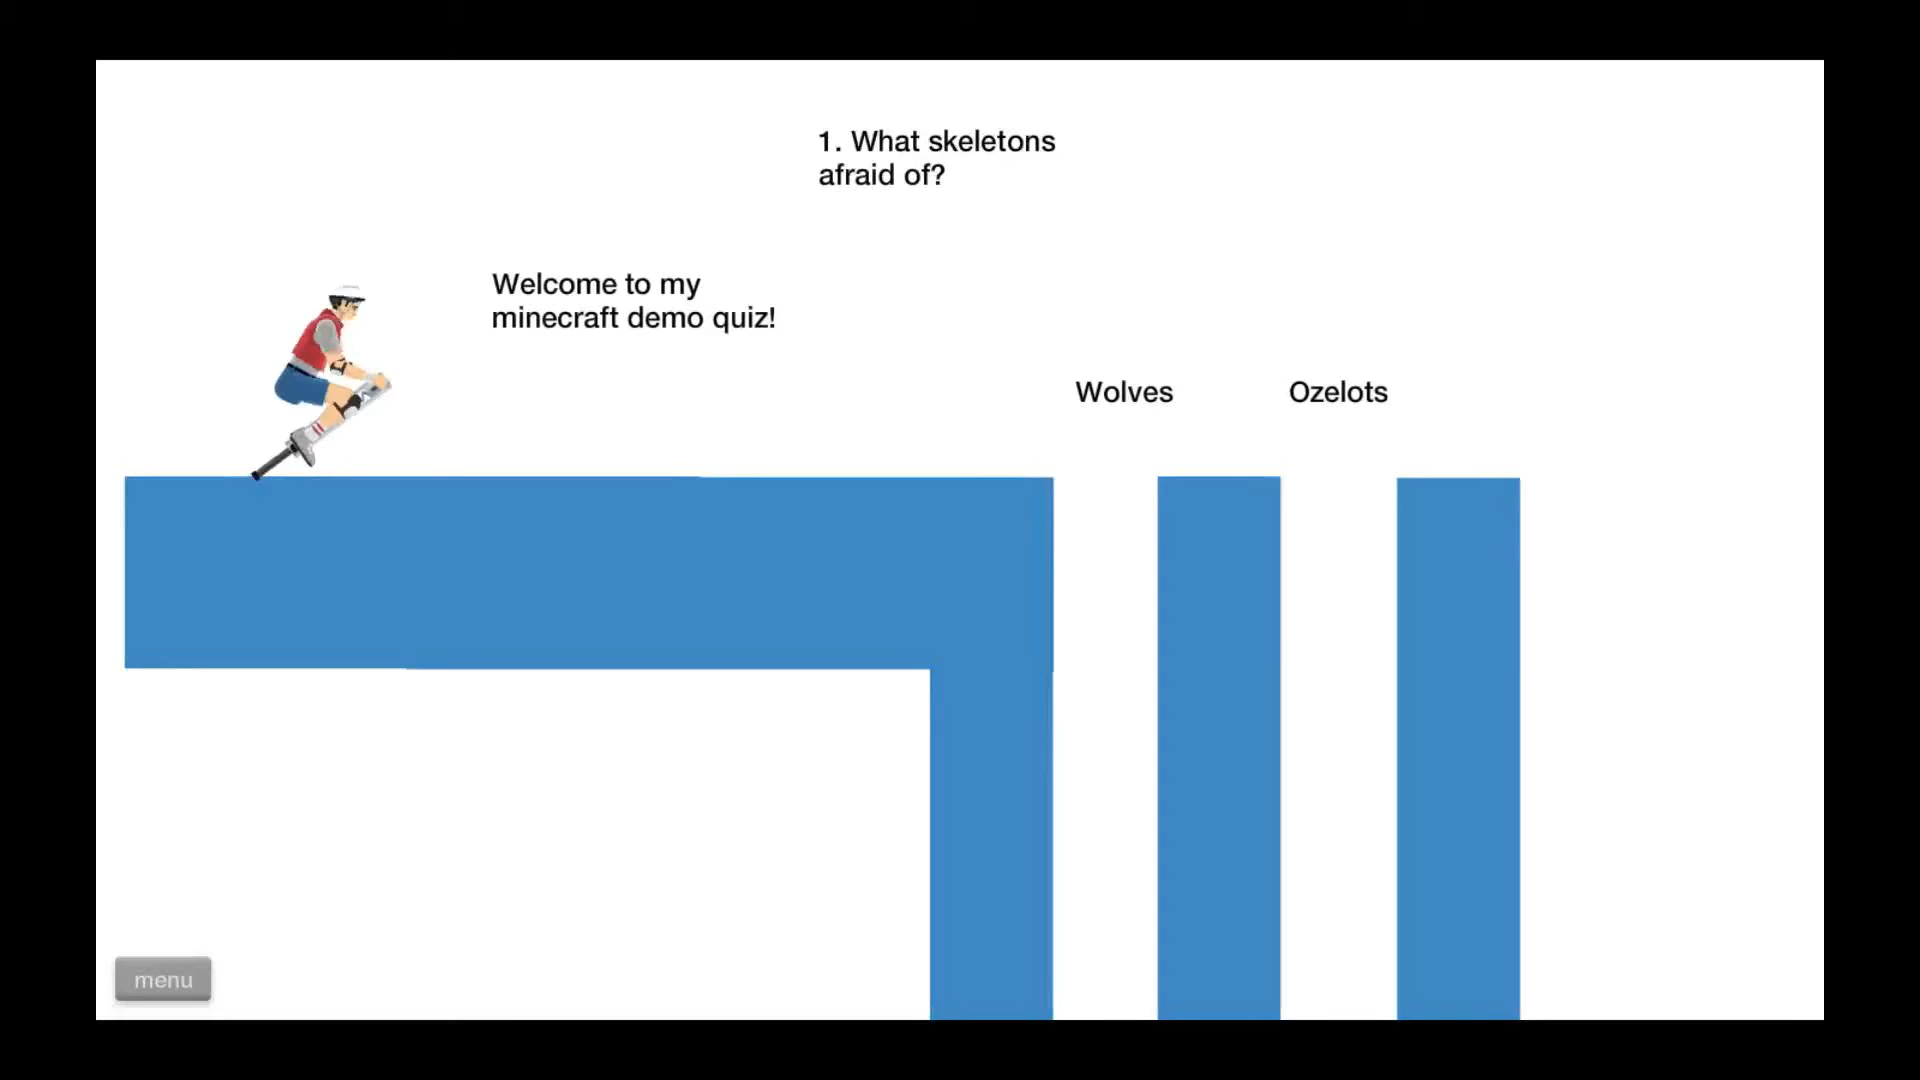 1. What skeletons
afraid of?
Welcome to my
minecraft demo quiz!
Wolves
Ozelots
menu